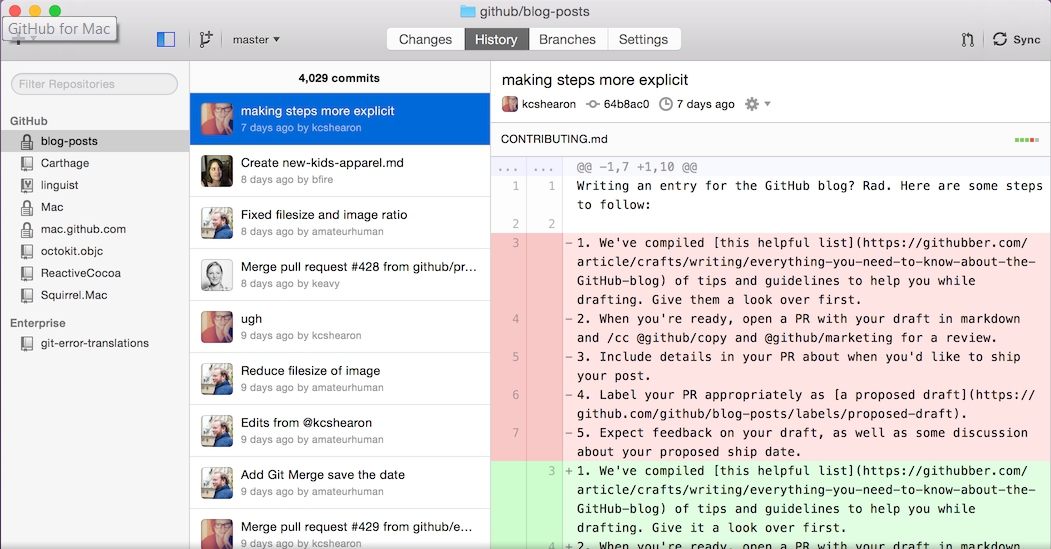 github/blog-posts
GitHub for Mac
master
Changes
History
Branches
Settings
Sync
Filter Repositories
GitHub
blog-posts
Carthage
linguist
Mac
mac.github.com
octokit.objc
ReactiveCocoa
Squirrel.Mac
Enterprise
git-error-translations
4,029 commits
making steps more explicit
7 days ago by kcshearon
Create new-kids-apparel.md
8 days ago by bfire
Fixed filesize and image ratio
8 days ago by amateurhuman
Merge pull request #428 from github/pr...
8 days ago by keavy
ugh
9 days ago by kcshearon
Reduce filesize of image
9 days ago by amateurhuman
Edits from @kcshearon
9 days ago by amateurhuman
Add Git Merge save the date
9 days ago by amateurhuman
Merge pull request #429 from github/e...
9 days ago by kcshearon
making steps more explicit
kcshearon 64b8ac0 7 days ago
CONTRIBUTING.md
... ... @@ -1,7 +1,10 @@
1 1 Writing an entry for the GitHub blog? Rad. Here are some steps
to follow:
2 2
3 -1. We've compiled [this helpful list](https://githubber.com/
article/crafts/writing/everything-you-need-to-know-about-the-
GitHub-blog) of tips and guidelines to help you while
drafting. Give them a look over first.
4 -2. When you're ready, open a PR with your draft in markdown
and /cc @github/copy and @github/marketing for a review.
5 -3. Include details in your PR about when you'd like to ship
your post.
6 -4. Label your PR appropriately as [a proposed draft](https://
github.com/github/blog-posts/labels/proposed-draft).
7 -5. Expect feedback on your draft, as well as some discussion
about your proposed ship date.
3 +1. We've compiled [this helpful list](https://githubber.com/
article/crafts/writing/everything-you-need-to-know-about-the-
GitHub-blog) of tips and guidelines to help you while
drafting. Give it a look over first.
4 +2. When you're ready, open a PR with your draft in markdown